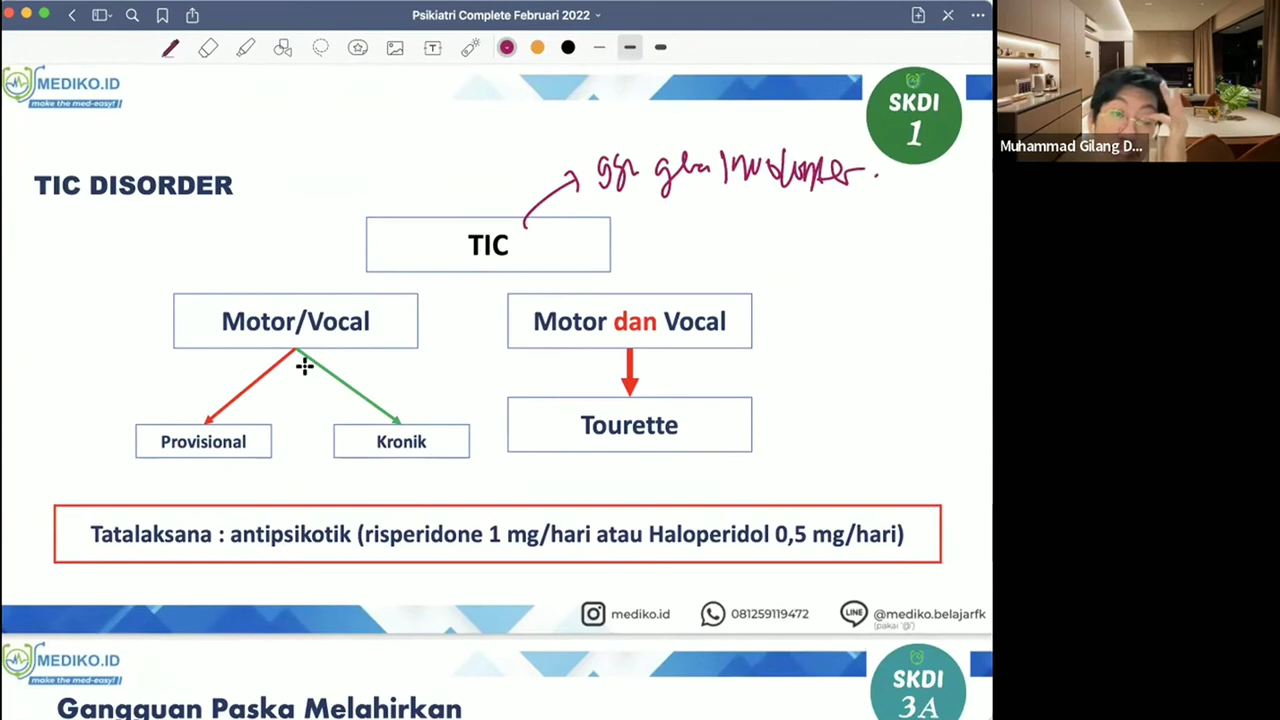 Psikiatri Complete Februari 2022
MEDIKO.ID
make the med-easy!
SKDI
1
Muhammad Gilang D...
TIC DISORDER
TIC
Motor/Vocal
Motor dan Vocal
Provisional
Kronik
Tourette
Tatalaksana : antipsikotik (risperidone 1 mg/hari atau Haloperidol 0,5 mg/hari)
mediko.id
081259119472
LINE
@mediko.belajarfk
(pakai '@')
MEDIKO.ID
make the med-easy!
SKDI
3A
Gangguan Paska Melahirkan